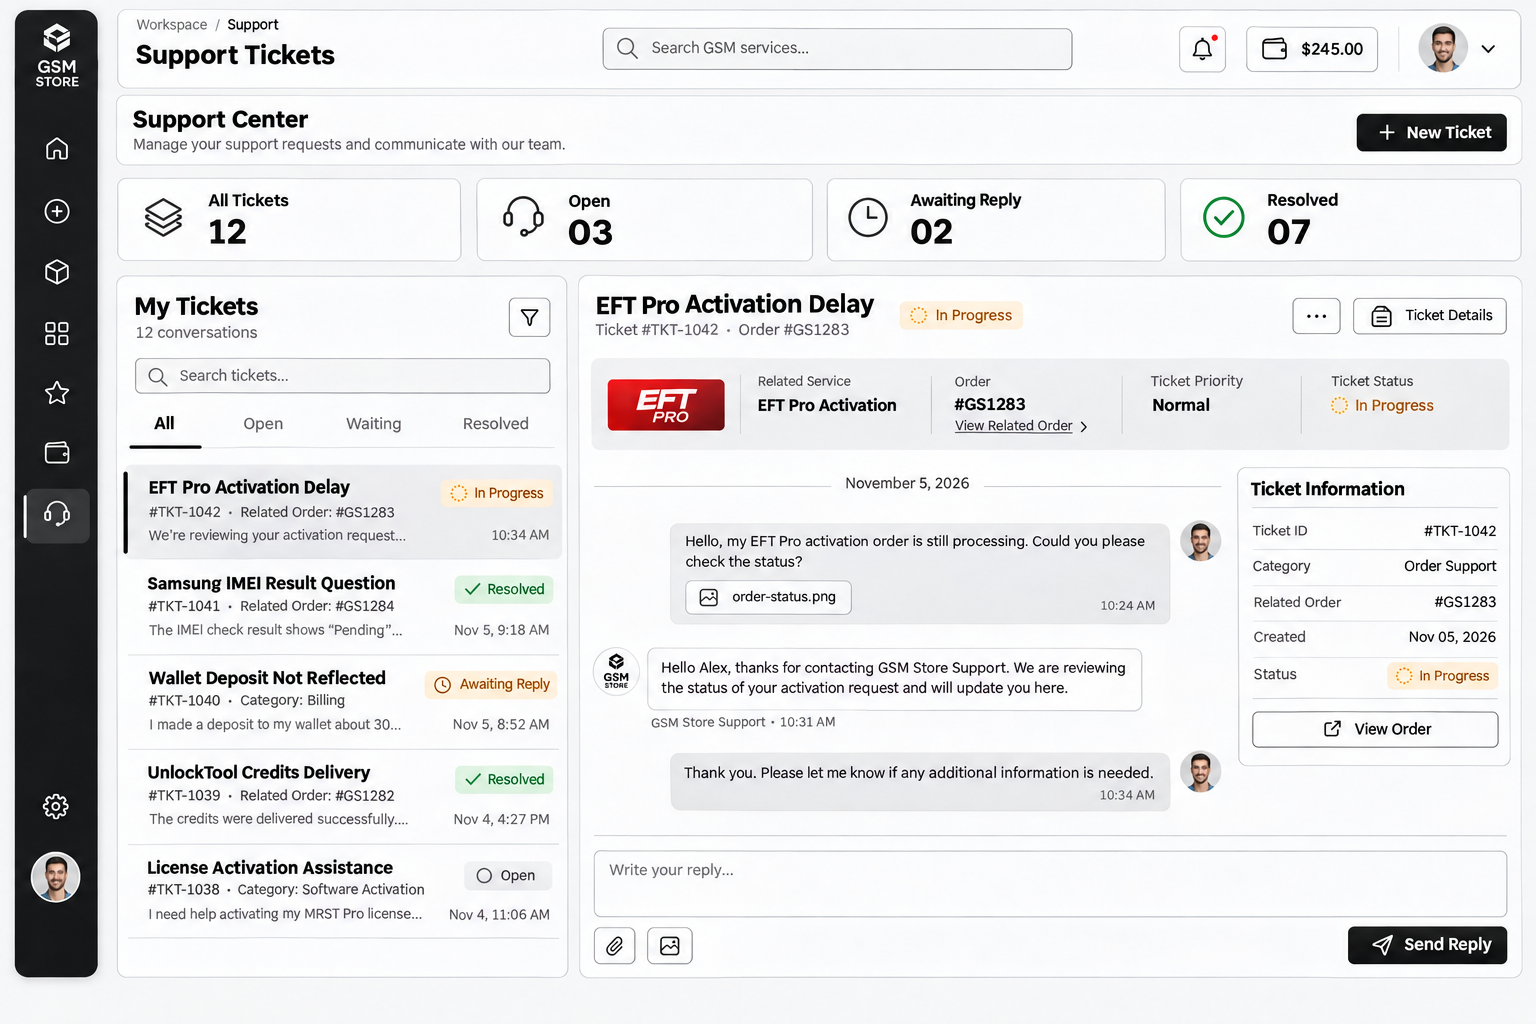 GSM
STORE
Workspace / Support
Support Tickets
Search GSM services...
$245.00
Support Center
Manage your support requests and communicate with our team.
+ New Ticket
All Tickets
12
Open
03
Awaiting Reply
02
Resolved
07
My Tickets
12 conversations
Search tickets...
All Open Waiting Resolved
EFT Pro Activation Delay
In Progress
#TKT-1042 • Related Order: #GS1283
We're reviewing your activation request...
10:34 AM
Samsung IMEI Result Question
Resolved
#TKT-1041 • Related Order: #GS1284
The IMEI check result shows “Pending”...
Nov 5, 9:18 AM
Wallet Deposit Not Reflected
Awaiting Reply
#TKT-1040 • Category: Billing
I made a deposit to my wallet about 30...
Nov 5, 8:52 AM
UnlockTool Credits Delivery
Resolved
#TKT-1039 • Related Order: #GS1282
The credits were delivered successfully....
Nov 4, 4:27 PM
License Activation Assistance
Open
#TKT-1038 • Category: Software Activation
I need help activating my MRST Pro license...
Nov 4, 11:06 AM
EFT Pro Activation Delay
In Progress
Ticket #TKT-1042 • Order #GS1283
Ticket Details
EFT
PRO
Related Service
EFT Pro Activation
Order
#GS1283
View Related Order >
Ticket Priority
Normal
Ticket Status
In Progress
November 5, 2026
Hello, my EFT Pro activation order is still processing. Could you please
check the status?
order-status.png
10:24 AM
GSM
STORE
Hello Alex, thanks for contacting GSM Store Support. We are reviewing
the status of your activation request and will update you here.
GSM Store Support • 10:31 AM
Thank you. Please let me know if any additional information is needed.
10:34 AM
Ticket Information
Ticket ID #TKT-1042
Category Order Support
Related Order #GS1283
Created Nov 05, 2026
Status In Progress
View Order
Write your reply...
Send Reply